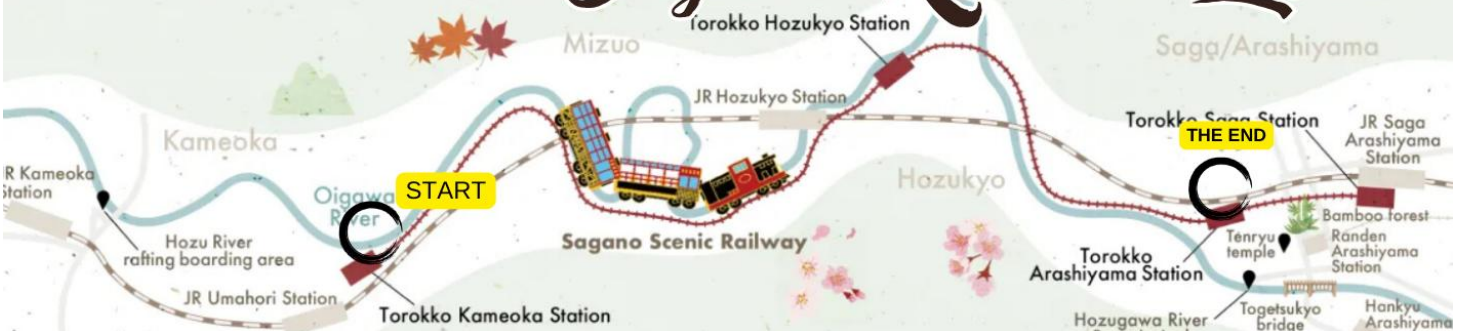 Torokko Hozukyo Station
Mizuo
Saga/Arashiyama
JR Hozukyo Station
Torokko Saga Station
THE END
JR Saga
Arashiyama
Station
Kameoka
R Kameoka
Station
Oigawa
River
START
Hozukyo
Hozu River
rafting boarding area
Sagano Scenic Railway
Bamboo forest
Tenryu
temple
Randen
Arashiyama
Station
Torokko
Arashiyama Station
JR Umahori Station
Torokko Kameoka Station
Togetsukyo
bridge
Hozugawa River
Hankyu
Arashiyama